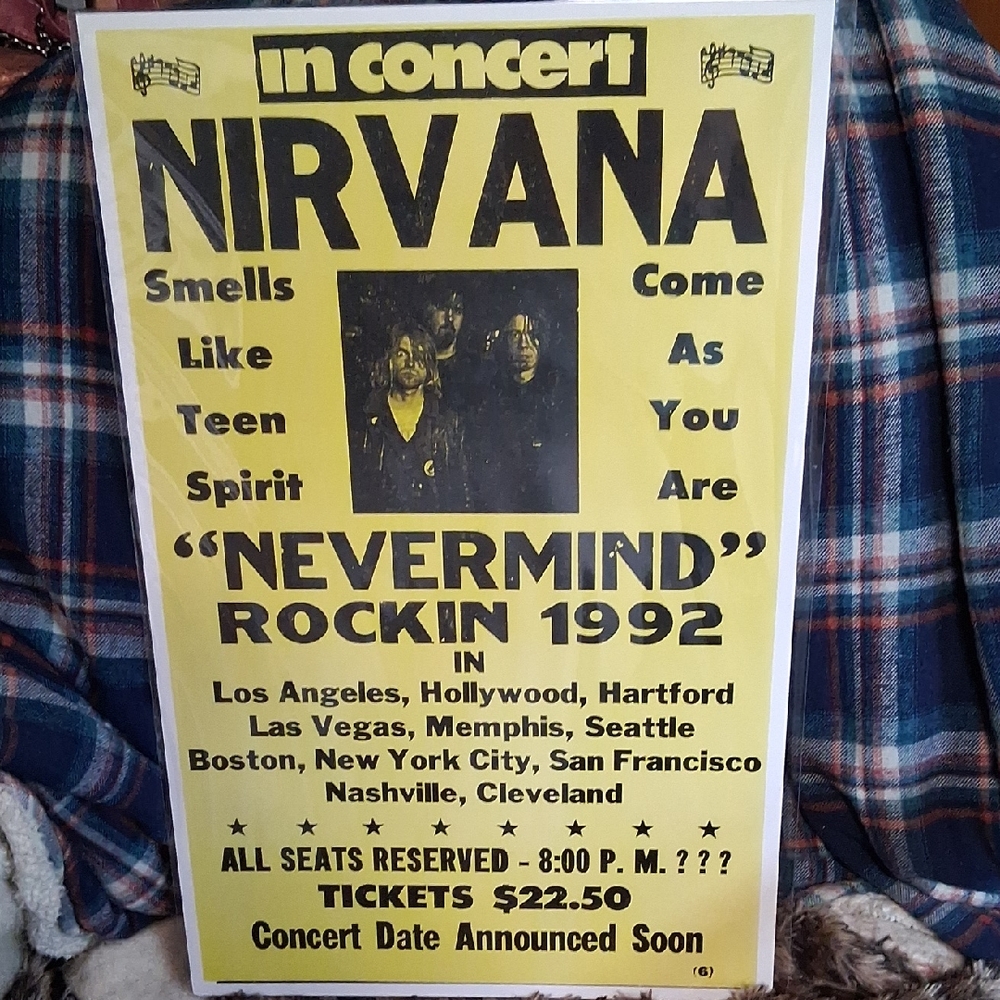 in concert
NIRVANA
Smells
Like
Teen
Spirit
Come
As
You
Are
“NEVERMIND”
ROCKIN 1992
IN
Los Angeles, Hollywood, Hartford
Las Vegas, Memphis, Seattle
Boston, New York City, San Francisco
Nashville, Cleveland
ALL SEATS RESERVED - 8:00 P. M. ? ? ?
TICKETS $22.50
Concert Date Announced Soon
(6)